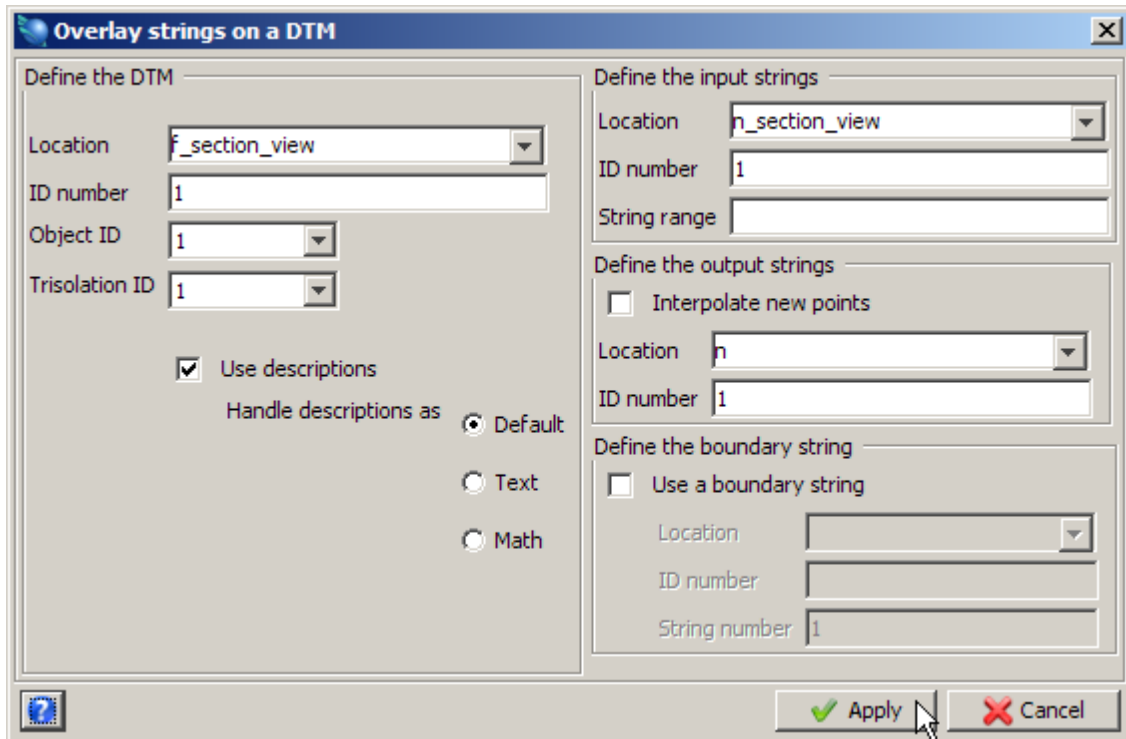 Overlay strings on a DTM
Define the DTM
Location f_section_view
ID number 1
Object ID 1
Trisolation ID 1
Use descriptions
Handle descriptions as
Default
Text
Math
Define the input strings
Location n_section_view
ID number 1
String range
Define the output strings
Interpolate new points
Location n
ID number 1
Define the boundary string
Use a boundary string
Location
ID number
String number 1
? Apply Cancel